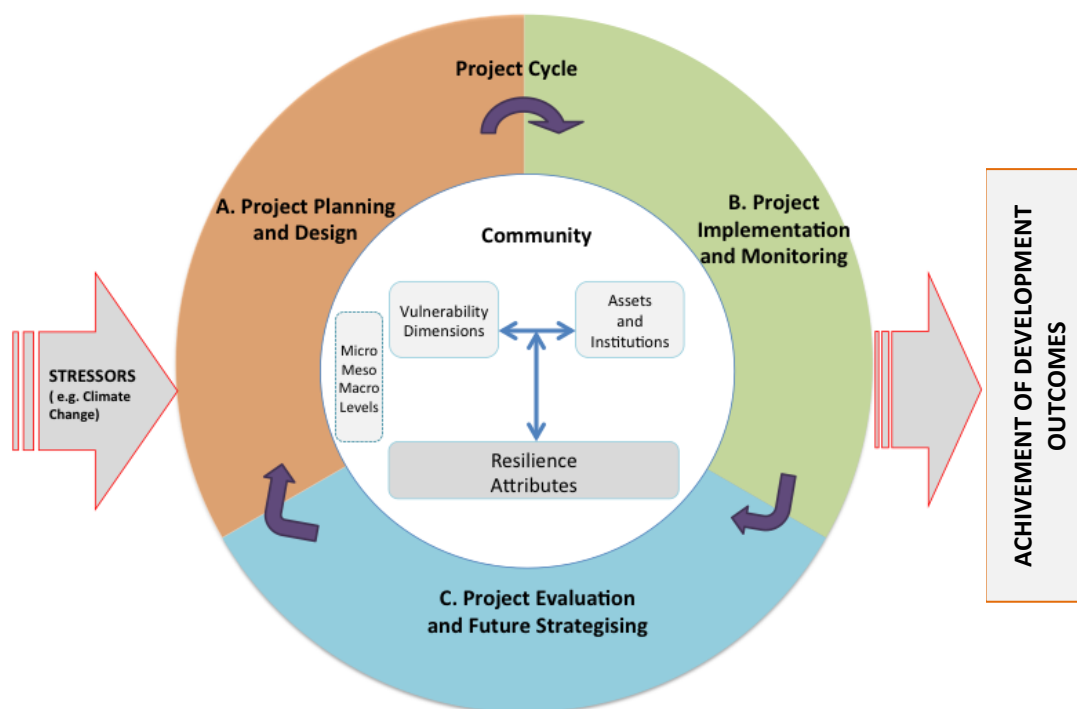 Project Cycle
A. Project Planning
and Design
B. Project
Implementation
and Monitoring
Community
Vulnerability
Dimensions
Assets
and
Institutions
Micro
Meso
Macro
Levels
STRESSORS
( e.g. Climate
Change)
Resilience
Attributes
C. Project Evaluation
and Future Strategising
ACHIVEMENT OF DEVELOPMENT
OUTCOMES